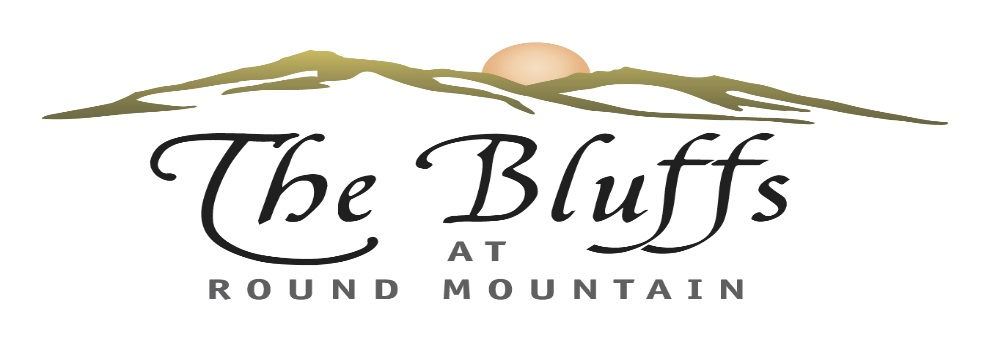 The Bluffs
AT
ROUND MOUNTAIN